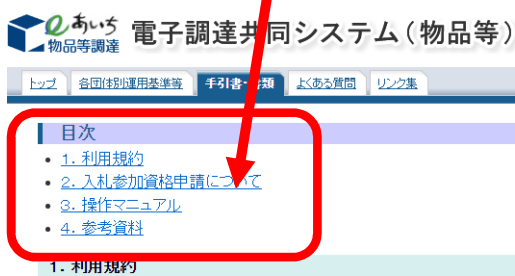 あいち
物品等調達
電子調達共同システム(物品等)
トップ 各団体別運用基準等 手引書・書類 よくある質問 リンク集
目次
1. 利用規約
2. 入札参加資格申請について
3. 操作マニュアル
4. 参考資料
1. 利用規約